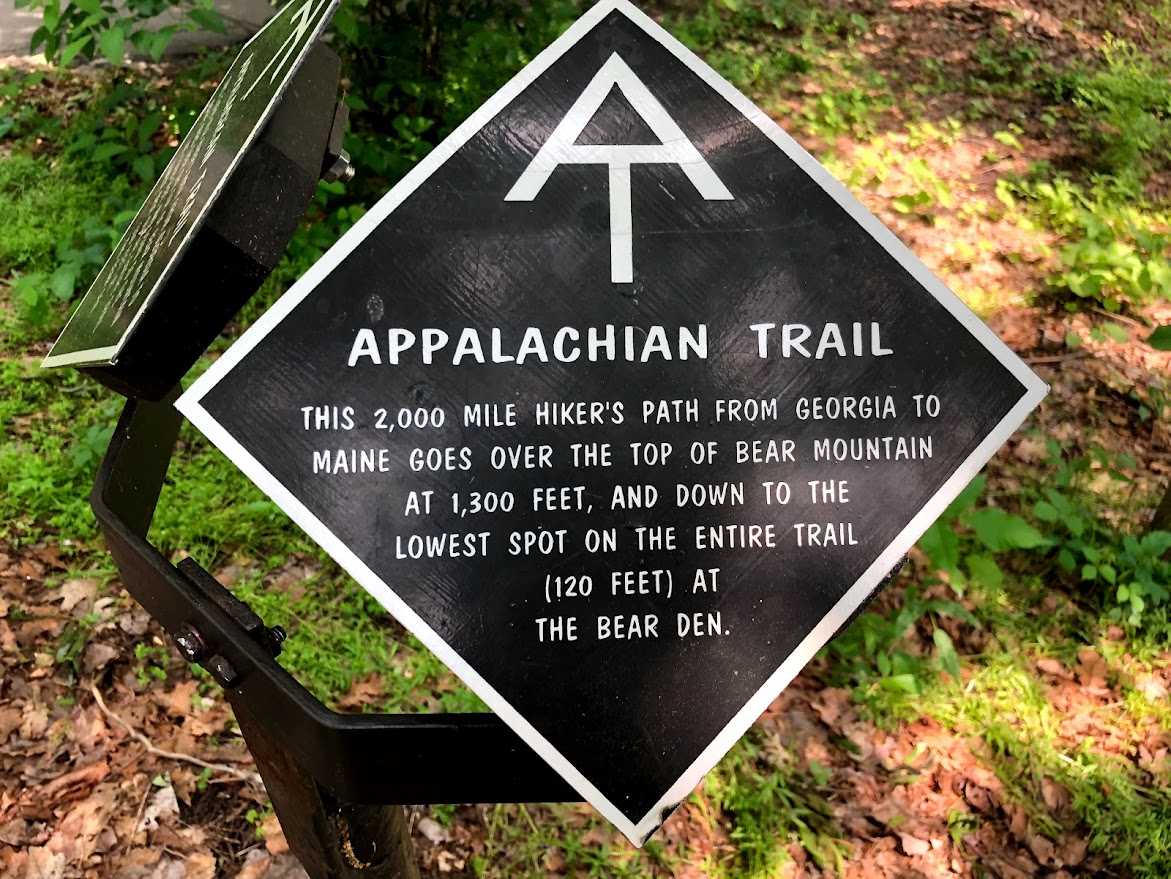 AT
APPALACHIAN TRAIL
THIS 2,000 MILE HIKER'S PATH FROM GEORGIA TO
MAINE GOES OVER THE TOP OF BEAR MOUNTAIN
AT 1,300 FEET, AND DOWN TO THE
LOWEST SPOT ON THE ENTIRE TRAIL
(120 FEET) AT
THE BEAR DEN.